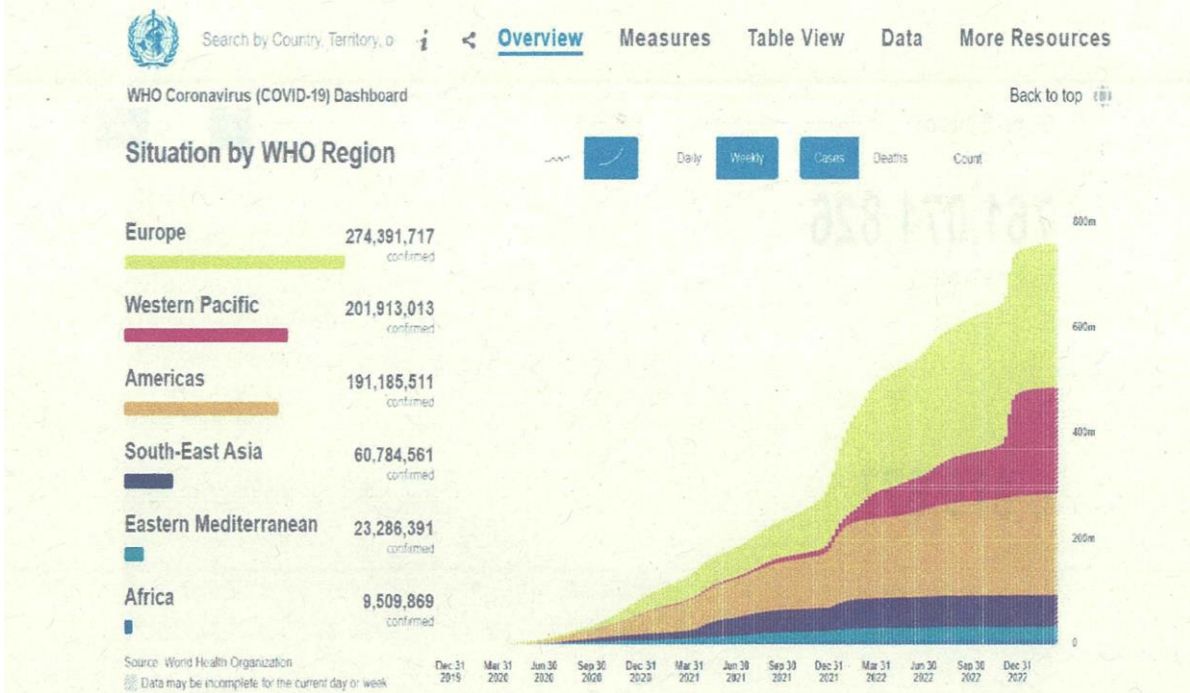 Search by Country, Territory, o
i
Overview
Measures
Table View
Data
More Resources
WHO Coronavirus (COVID-19) Dashboard
Back to top
Situation by WHO Region
Daily
Weekly
Cases
Deaths
Count
Europe
274,391,717
confirmed
Western Pacific
201,913,013
confirmed
Americas
191,185,511
confirmed
South-East Asia
60,784,561
confirmed
Eastern Mediterranean
23,286,391
confirmed
Africa
9,509,869
confirmed
800m
600m
400m
200m
0
Dec 31 2019
Mar 31 2020
Jun 30 2020
Sep 30 2020
Dec 31 2020
Mar 31 2021
Jun 30 2021
Sep 30 2021
Dec 31 2021
Mar 31 2022
Jun 30 2022
Sep 30 2022
Dec 31 2022
Source: World Health Organization
Data may be incomplete for the current day or week